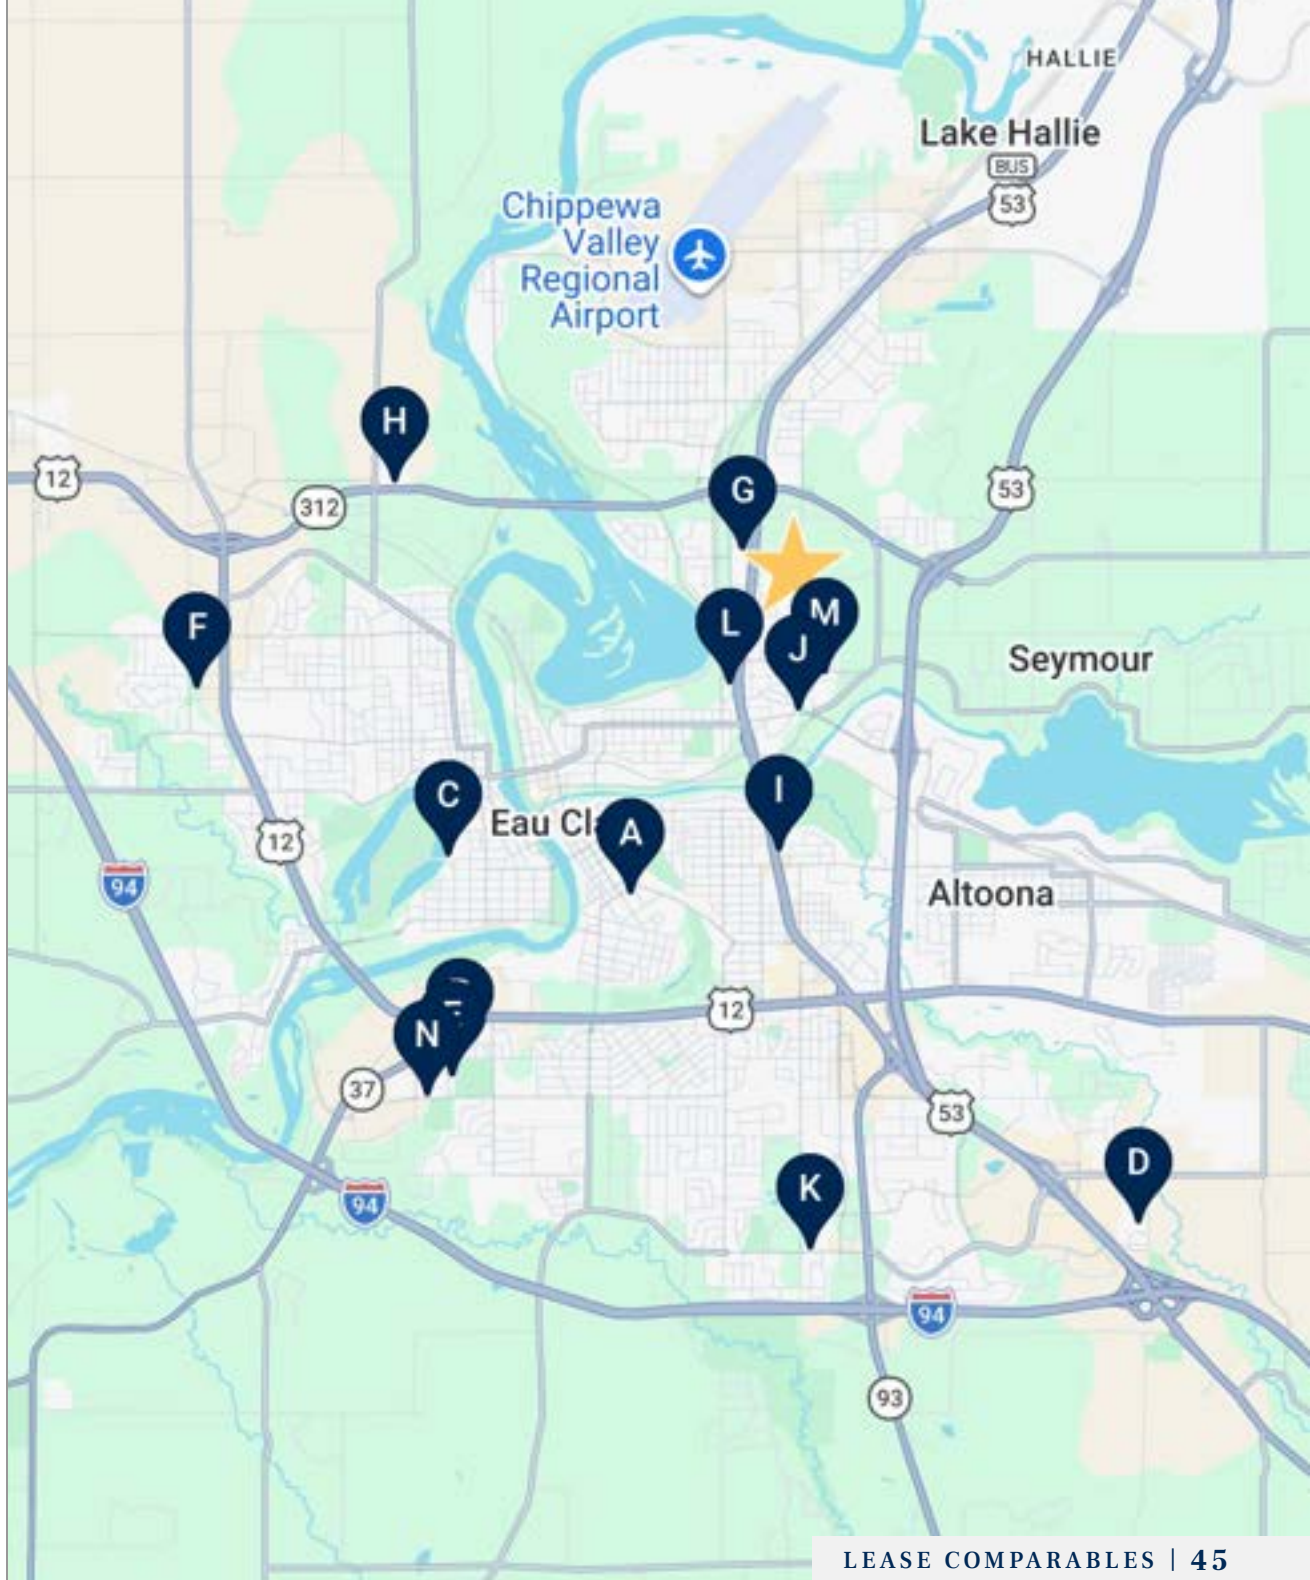 HALLIE
Lake Hallie
BUS
53
Chippewa
Valley
Regional
Airport
H
12
312
G
53
F
L
M
J
Seymour
C
I
Eau Cla
A
12
94
Altoona
N
12
37
53
D
K
94
94
93
LEASE COMPARABLES | 45